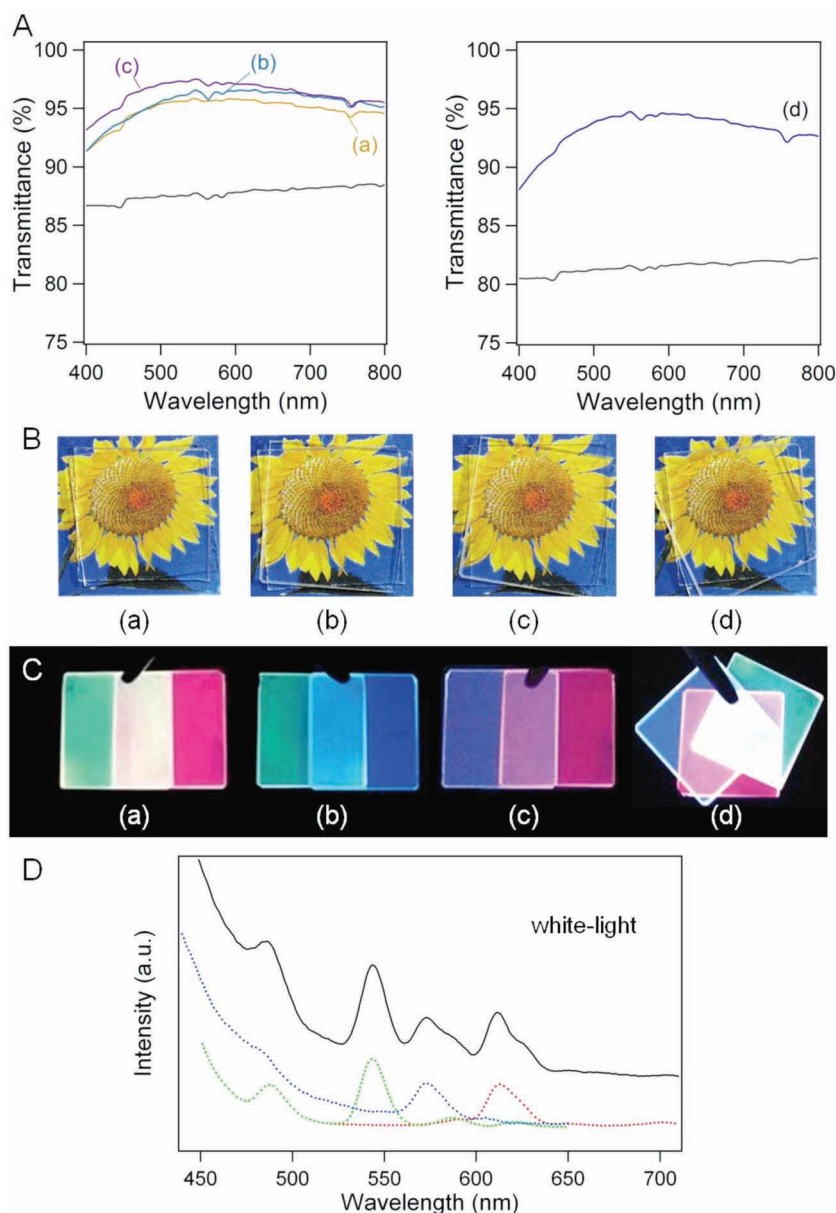 A
100
95
90
85
80
75
Transmittance (%)
(c)
(b)
(a)
400
500
600
700
800
Wavelength (nm)
100
95
90
85
80
75
Transmittance (%)
(d)
400
500
600
700
800
Wavelength (nm)
B
(a)
(b)
(c)
(d)
C
(a)
(b)
(c)
(d)
D
Intensity (a.u.)
white-light
450
500
550
600
650
700
Wavelength (nm)